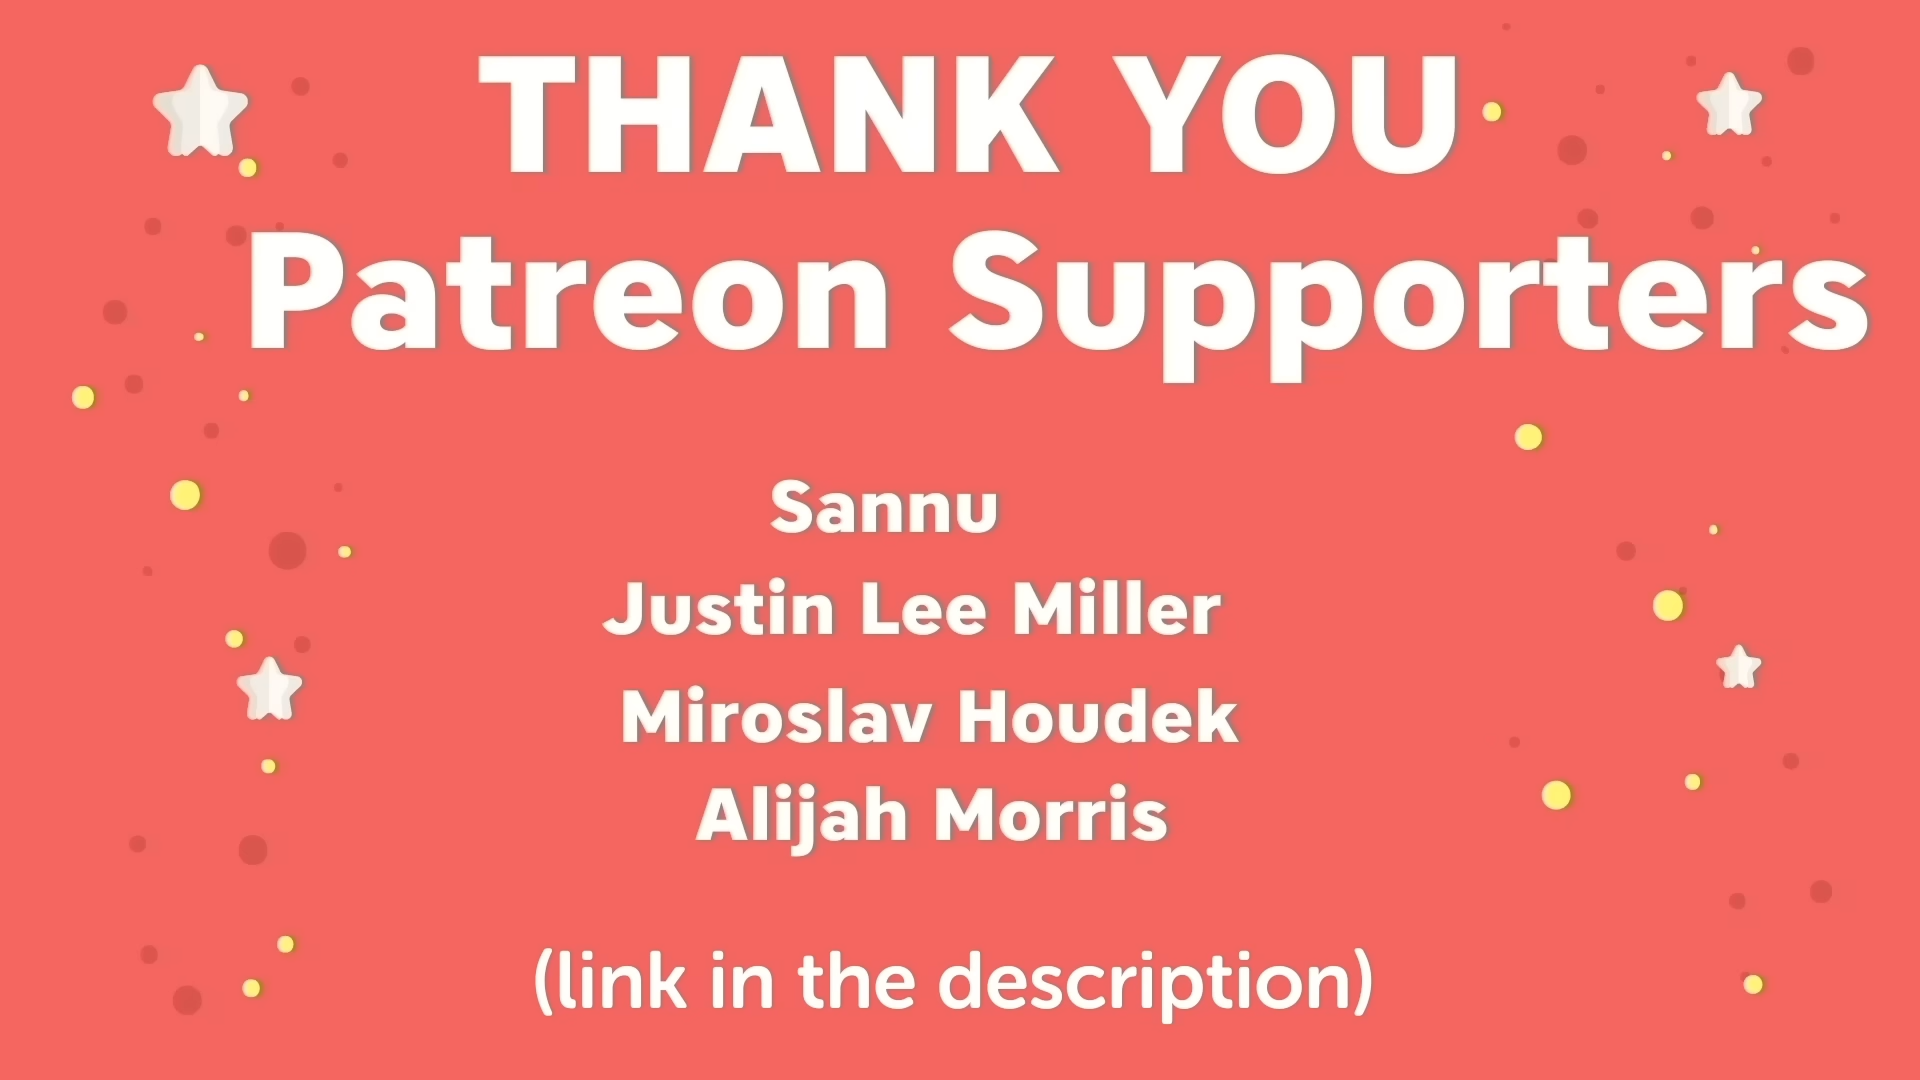 THANK YOU
Patreon Supporters
Sannu
Justin Lee Miller
Miroslav Houdek
Alijah Morris
(link in the description)